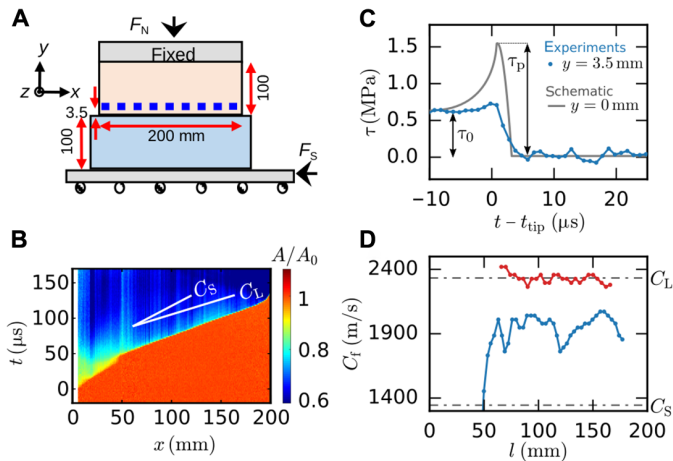 A
F_N
Fixed
y
z
x
3.5
100
200 mm
100
F_S
B
A/A_0
150
100
50
0
t (μs)
C_S
C_L
1
0.8
0.6
0
50
100
150
200
x (mm)
C
1.5
1.0
0.5
0.0
τ (MPa)
τ_p
τ_0
Experiments
y = 3.5 mm
Schematic
y = 0 mm
−10
0
10
20
t − t_tip (μs)
D
2400
1900
1400
C_f (m/s)
C_L
C_S
0
50
100
150
200
l (mm)